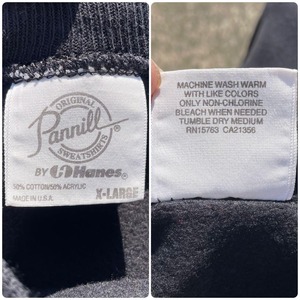 ORIGINAL
Pannill®
SWEATSHIRTS
BY Hanes®
50% COTTON/50% ACRYLIC
MADE IN U.S.A.
X-LARGE
MACHINE WASH WARM
WITH LIKE COLORS
ONLY NON-CHLORINE
BLEACH WHEN NEEDED
TUMBLE DRY MEDIUM
RN15763 CA21356